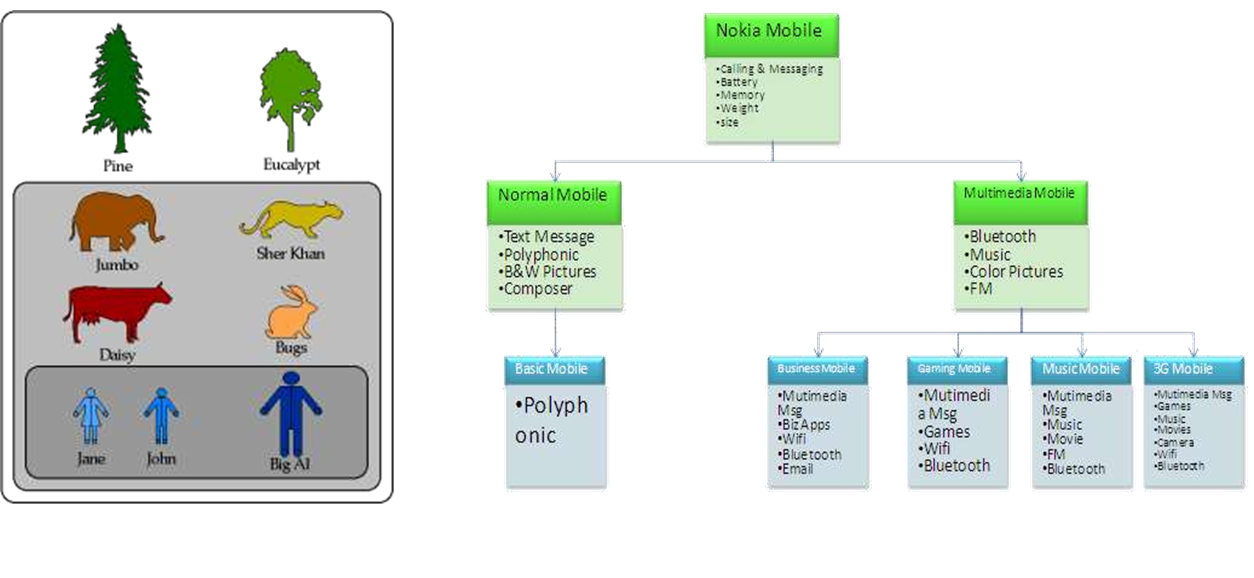 Pine
Eucalypt
Jumbo
Sher Khan
Daisy
Bugs
Jane
John
Big Al
Nokia Mobile
•Calling & Messaging
•Battery
•Memory
•Weight
•size
Normal Mobile
•Text Message
•Polyphonic
•B&W Pictures
•Composer
Multimedia Mobile
•Bluetooth
•Music
•Color Pictures
•FM
Basic Mobile
•Polyph
onic
Business Mobile
•Mutimedia
Msg
•Biz Apps
•Wifi
•Bluetooth
•Email
Gaming Mobile
•Mutimedi
a Msg
•Games
•Wifi
•Bluetooth
Music Mobile
•Mutimedia
Msg
•Music
•Movie
•FM
•Bluetooth
3G Mobile
•Mutimedia Msg
•Games
•Music
•Movies
•Camera
•Wifi
•Bluetooth